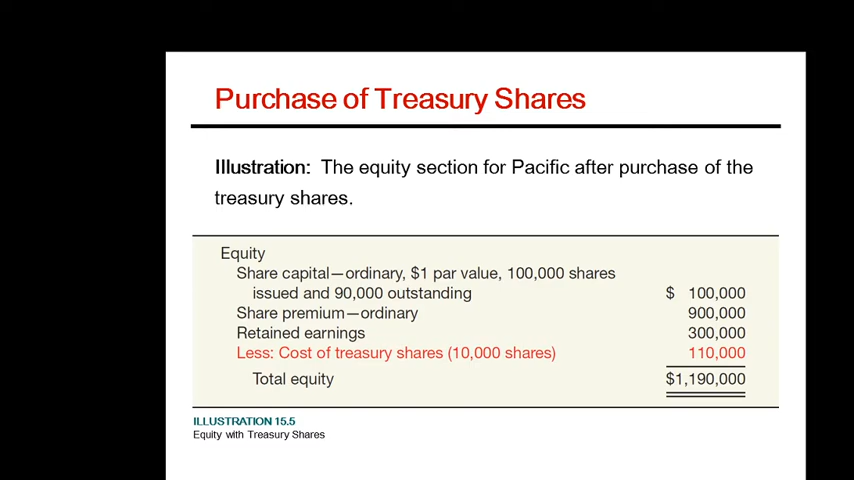 Purchase of Treasury Shares
Illustration: The equity section for Pacific after purchase of the
treasury shares.
Equity
Share capital—ordinary, $1 par value, 100,000 shares
issued and 90,000 outstanding $ 100,000
Share premium—ordinary 900,000
Retained earnings 300,000
Less: Cost of treasury shares (10,000 shares) 110,000
Total equity $1,190,000
ILLUSTRATION 15.5
Equity with Treasury Shares